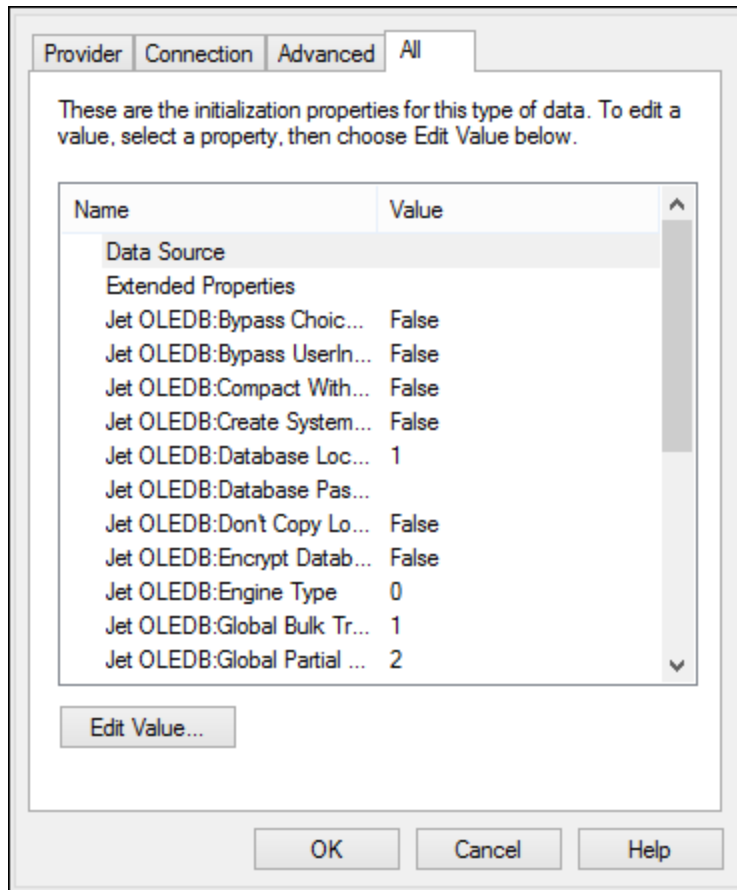 Provider Connection Advanced All
These are the initialization properties for this type of data. To edit a
value, select a property, then choose Edit Value below.
Name Value
Data Source
Extended Properties
Jet OLEDB:Bypass Choic... False
Jet OLEDB:Bypass UserIn... False
Jet OLEDB:Compact With... False
Jet OLEDB:Create System... False
Jet OLEDB:Database Loc... 1
Jet OLEDB:Database Pas...
Jet OLEDB:Don't Copy Lo... False
Jet OLEDB:Encrypt Datab... False
Jet OLEDB:Engine Type 0
Jet OLEDB:Global Bulk Tr... 1
Jet OLEDB:Global Partial ... 2
Edit Value...
OK Cancel Help